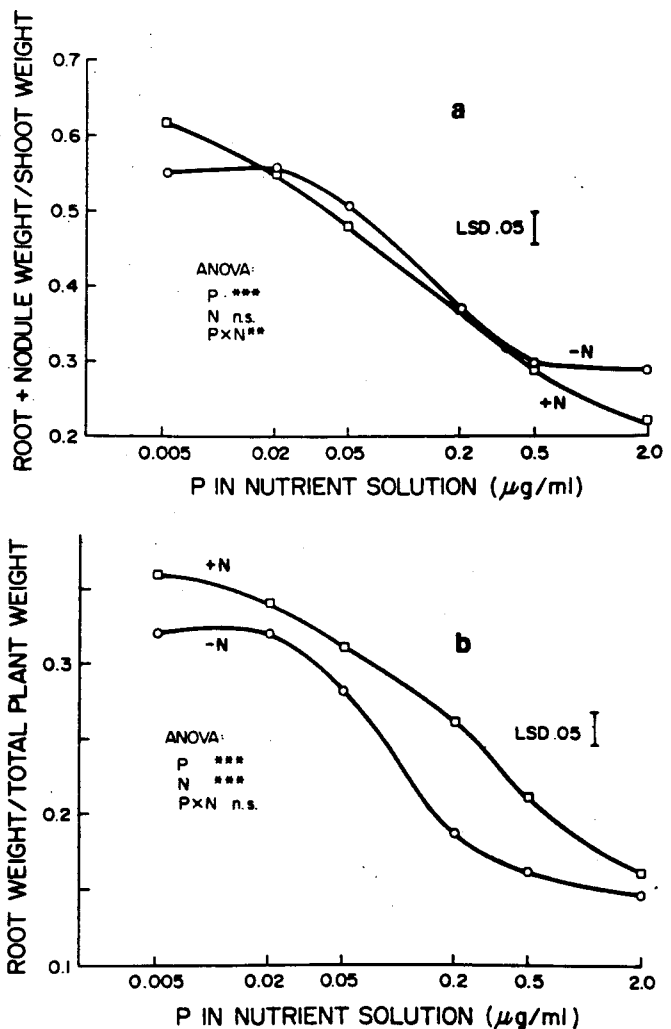 ROOT + NODULE WEIGHT/SHOOT WEIGHT
0.7
0.6
0.5
0.4
0.3
0.2
a
LSD .05
ANOVA:
P ***
N n.s.
P×N**
-N
+N
0.005 0.02 0.05 0.2 0.5 2.0
P IN NUTRIENT SOLUTION (μg/ml)
ROOT WEIGHT/TOTAL PLANT WEIGHT
0.3
0.2
0.1
+N
-N
b
LSD .05
ANOVA:
P ***
N ***
P×N n.s.
0.005 0.02 0.05 0.2 0.5 2.0
P IN NUTRIENT SOLUTION (μg/ml)